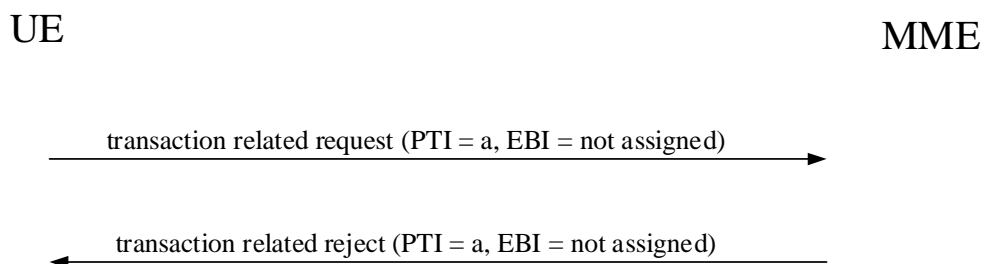 UE
MME
transaction related request (PTI = a, EBI = not assigned)
transaction related reject (PTI = a, EBI = not assigned)